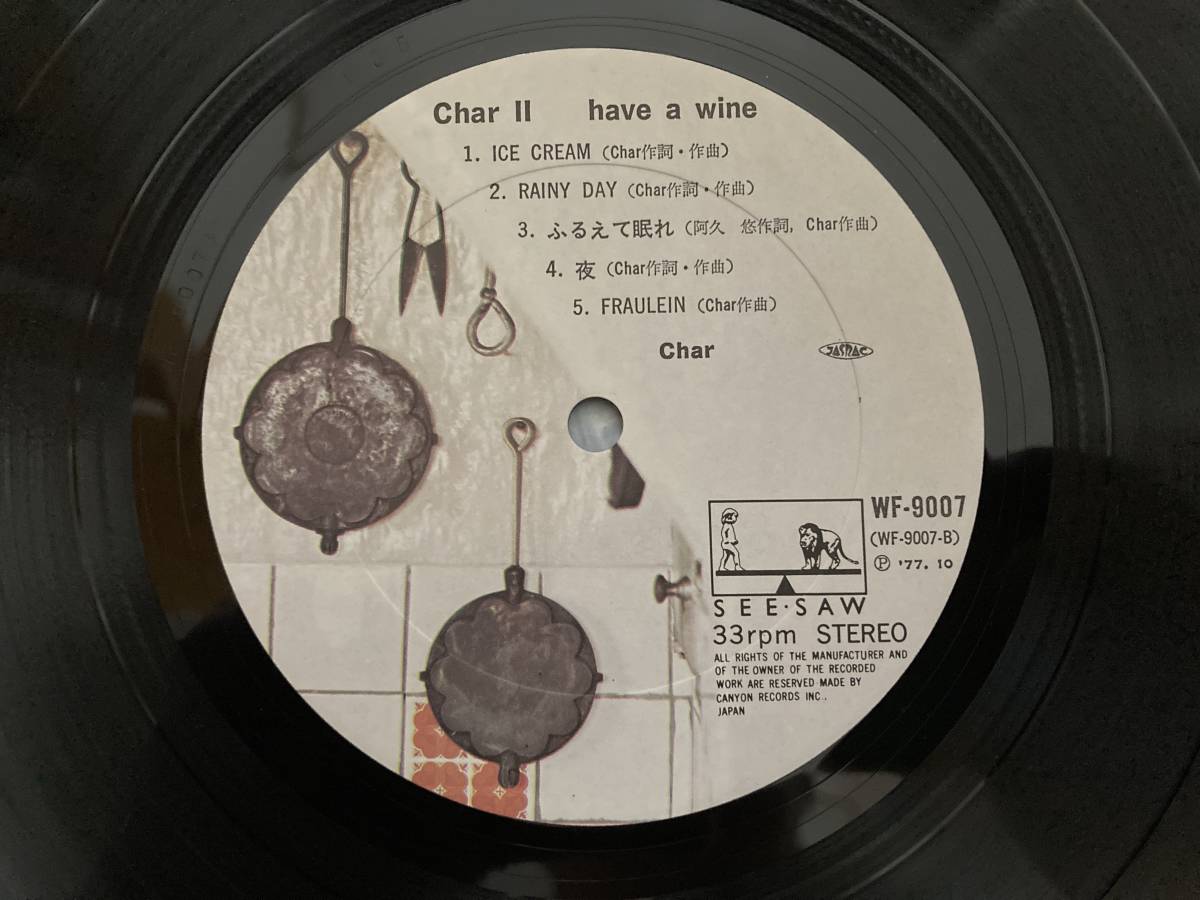 Char II have a wine
1. ICE CREAM (Char作詞・作曲)
2. RAINY DAY (Char作詞・作曲)
3. ふるえて眠れ (阿久 悠作詞, Char作曲)
4. 夜 (Char作詞・作曲)
5. FRAULEIN (Char作曲)
Char
JASRAC
WF-9007
(WF-9007-B)
Ⓟ '77. 10
SEE・SAW
33rpm STEREO
ALL RIGHTS OF THE MANUFACTURER AND
OF THE OWNER OF THE RECORDED
WORK ARE RESERVED MADE BY
CANYON RECORDS INC.,
JAPAN